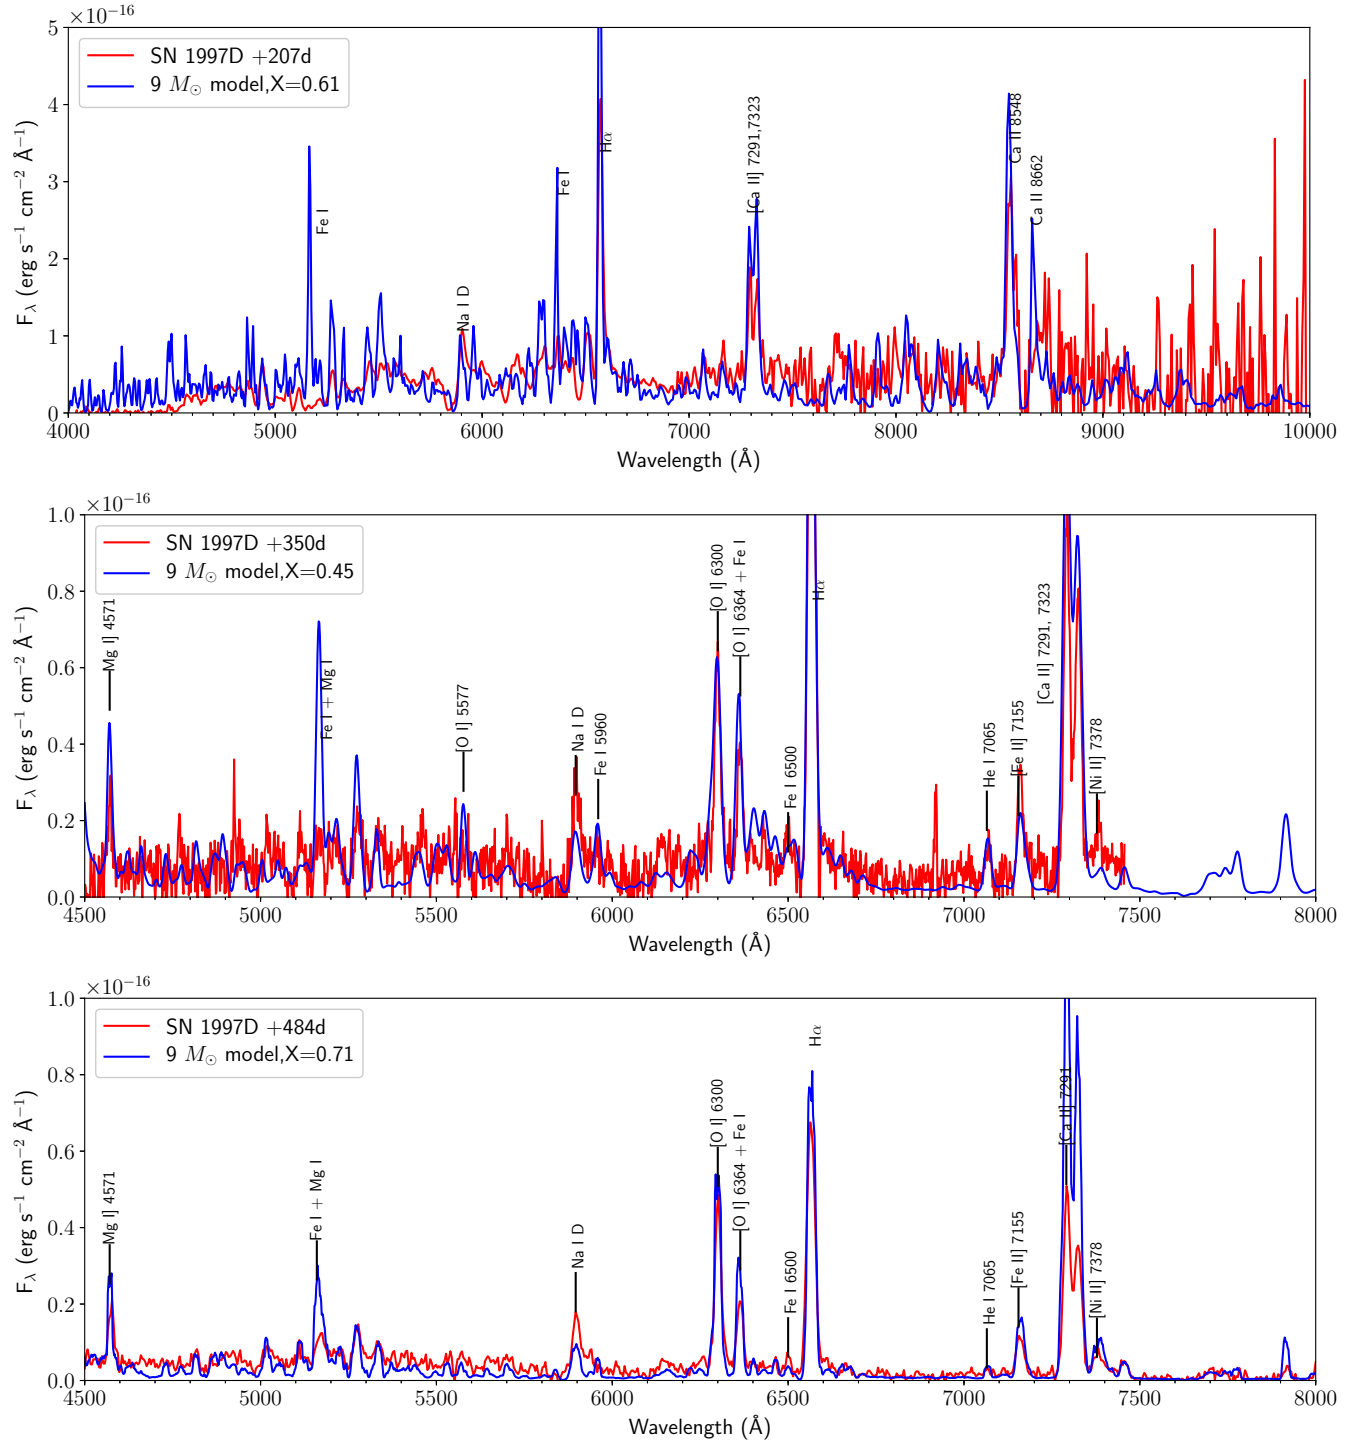 ×10⁻¹⁶
SN 1997D +207d
9 M⊙ model,X=0.61
Fe I
Na I D
Fe I
Hα
[Ca II] 7291,7323
Ca II 8548
Ca II 8662
5
4
3
2
1
0
F_λ (erg s⁻¹ cm⁻² Å⁻¹)
4000 5000 6000 7000 8000 9000 10000
Wavelength (Å)
×10⁻¹⁶
SN 1997D +350d
9 M⊙ model,X=0.45
Mg I] 4571
Fe I + Mg I
[O I] 5577
Na I D
Fe I 5960
[O I] 6300
[O I] 6364 + Fe I
Fe I 6500
Hα
He I 7065
[Fe II] 7155
[Ca II] 7291, 7323
[Ni II] 7378
1.0
0.8
0.6
0.4
0.2
0.0
F_λ (erg s⁻¹ cm⁻² Å⁻¹)
4500 5000 5500 6000 6500 7000 7500 8000
Wavelength (Å)
×10⁻¹⁶
SN 1997D +484d
9 M⊙ model,X=0.71
Mg I] 4571
Fe I + Mg I
Na I D
[O I] 6300
[O I] 6364 + Fe I
Fe I 6500
Hα
He I 7065
[Fe II] 7155
[Ca II] 7291
[Ni II] 7378
1.0
0.8
0.6
0.4
0.2
0.0
F_λ (erg s⁻¹ cm⁻² Å⁻¹)
4500 5000 5500 6000 6500 7000 7500 8000
Wavelength (Å)